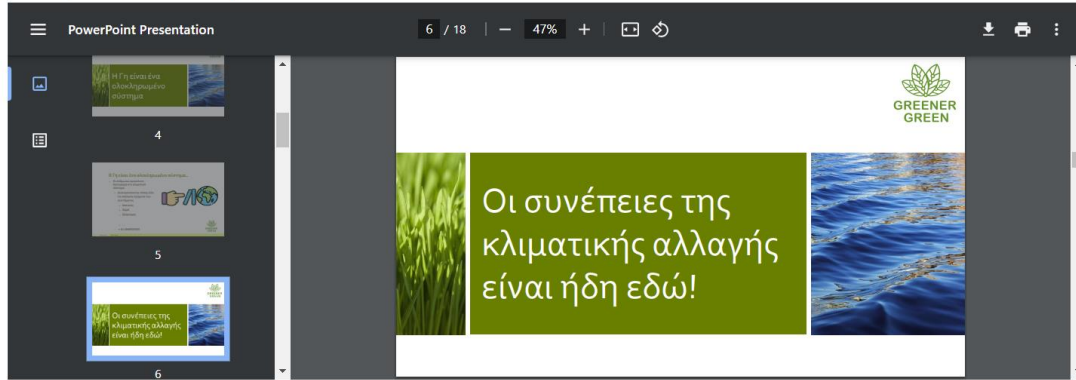 PowerPoint Presentation
6 / 18
47%
Η Γη είναι ένα
ολοκληρωμένο
σύστημα
4
5
Οι συνέπειες της
κλιματικής αλλαγής
είναι ήδη εδώ!
6
GREENER
GREEN
Οι συνέπειες της
κλιματικής αλλαγής
είναι ήδη εδώ!